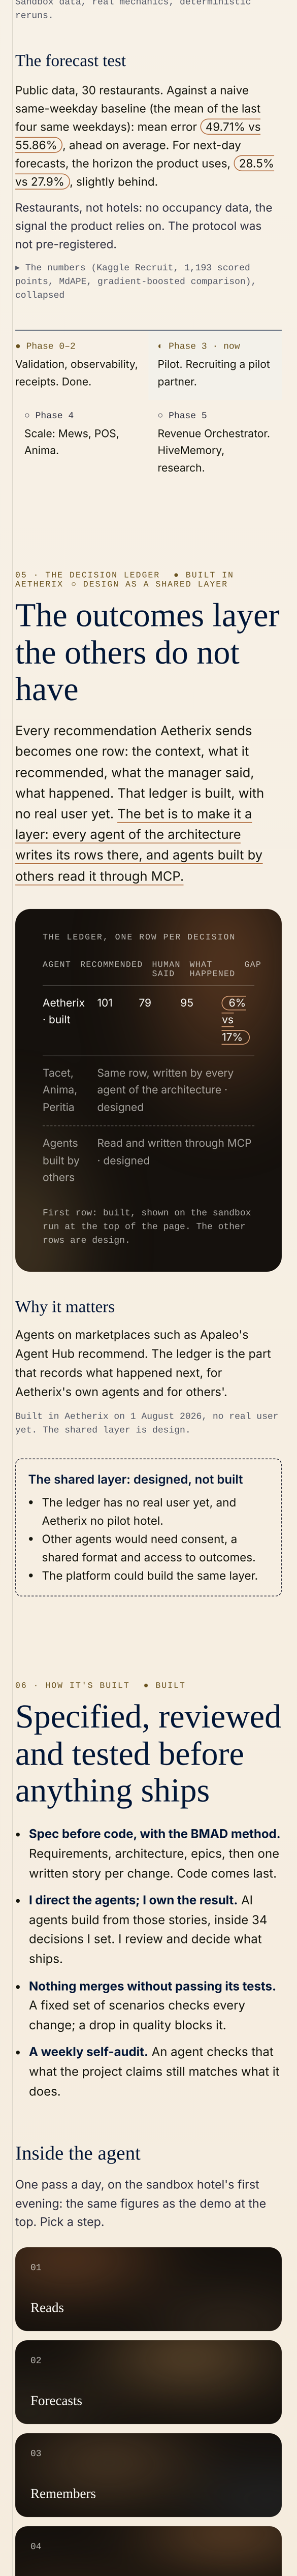 Sandbox data, real mechanics, deterministic
reruns.
The forecast test
Public data, 30 restaurants. Against a naive
same-weekday baseline (the mean of the last
four same weekdays): mean error 49.71% vs
55.86%, ahead on average. For next-day
forecasts, the horizon the product uses, 28.5%
vs 27.9%, slightly behind.
Restaurants, not hotels: no occupancy data, the
signal the product relies on. The protocol was
not pre-registered.
▸ The numbers (Kaggle Recruit, 1,193 scored
points, MdAPE, gradient-boosted comparison),
collapsed
● Phase 0–2
Validation, observability,
receipts. Done.
◖ Phase 3 · now
Pilot. Recruiting a pilot
partner.
○ Phase 4
Scale: Mews, POS,
Anima.
○ Phase 5
Revenue Orchestrator.
HiveMemory,
research.
05 · THE DECISION LEDGER ● BUILT IN
AETHERIX ○ DESIGN AS A SHARED LAYER
The outcomes layer
the others do not
have
Every recommendation Aetherix sends
becomes one row: the context, what it
recommended, what the manager said,
what happened. That ledger is built, with
no real user yet. The bet is to make it a
layer: every agent of the architecture
writes its rows there, and agents built by
others read it through MCP.
THE LEDGER, ONE ROW PER DECISION
AGENT RECOMMENDED HUMAN SAID WHAT HAPPENED GAP
Aetherix · built 101 79 95 6% vs 17%
Tacet, Anima, Peritia
Same row, written by every
agent of the architecture ·
designed
Agents built by others
Read and written through MCP
· designed
First row: built, shown on the sandbox
run at the top of the page. The other
rows are design.
Why it matters
Agents on marketplaces such as Apaleo's
Agent Hub recommend. The ledger is the part
that records what happened next, for
Aetherix's own agents and for others'.
Built in Aetherix on 1 August 2026, no real user
yet. The shared layer is design.
The shared layer: designed, not built
• The ledger has no real user yet, and
Aetherix no pilot hotel.
• Other agents would need consent, a
shared format and access to outcomes.
• The platform could build the same layer.
06 · HOW IT'S BUILT ● BUILT
Specified, reviewed
and tested before
anything ships
• Spec before code, with the BMAD method.
Requirements, architecture, epics, then one
written story per change. Code comes last.
• I direct the agents; I own the result. AI
agents build from those stories, inside 34
decisions I set. I review and decide what
ships.
• Nothing merges without passing its tests.
A fixed set of scenarios checks every
change; a drop in quality blocks it.
• A weekly self-audit. An agent checks that
what the project claims still matches what it
does.
Inside the agent
One pass a day, on the sandbox hotel's first
evening: the same figures as the demo at the
top. Pick a step.
01
Reads
02
Forecasts
03
Remembers
04